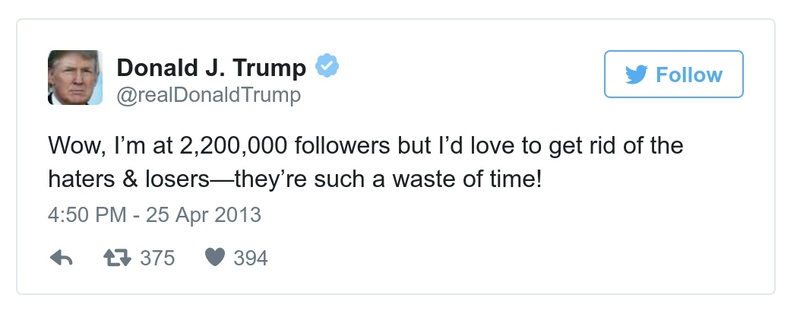 Donald J. Trump
@realDonaldTrump
Follow
Wow, I’m at 2,200,000 followers but I’d love to get rid of the
haters & losers—they’re such a waste of time!
4:50 PM - 25 Apr 2013
375 394